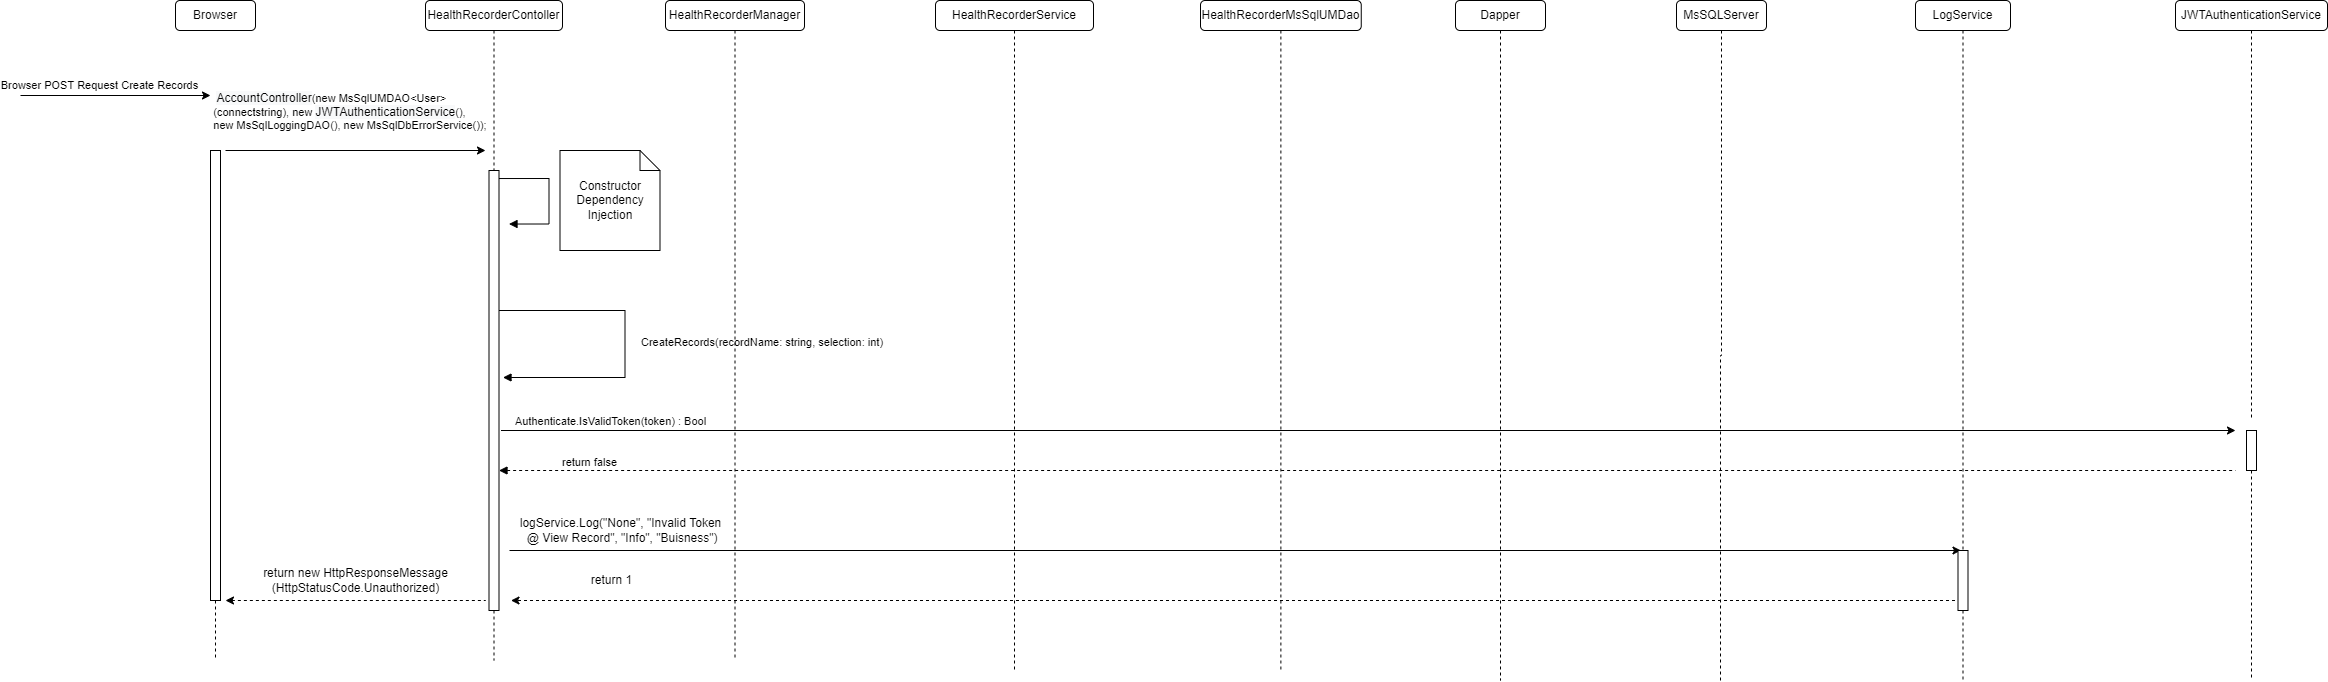 Browser
HealthRecorderContoller
HealthRecorderManager
HealthRecorderService
HealthRecorderMsSqlUMDao
Dapper
MsSQLServer
LogService
JWTAuthenticationService
Browser POST Request Create Records
AccountController(new MsSqlUMDAO<User>
(connectstring), new JWTAuthenticationService(),
new MsSqlLoggingDAO(), new MsSqlDbErrorService());
Constructor
Dependency
Injection
CreateRecords(recordName: string, selection: int)
Authenticate.IsValidToken(token) : Bool
return false
logService.Log("None", "Invalid Token
@ View Record", "Info", "Buisness")
return new HttpResponseMessage
(HttpStatusCode.Unauthorized)
return 1